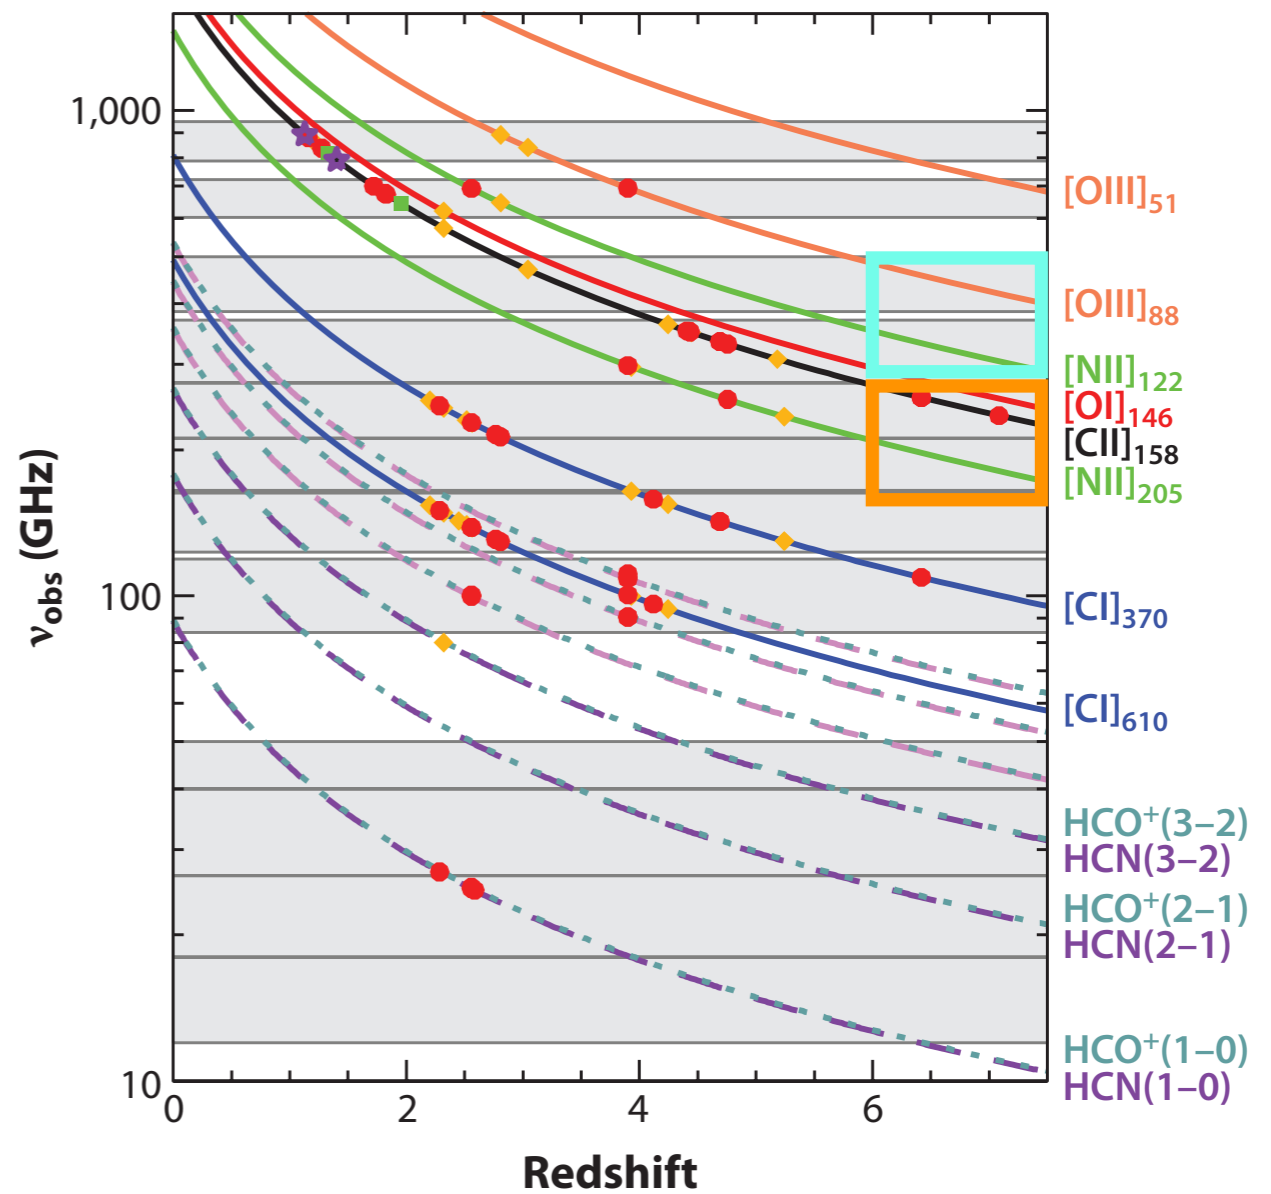 1,000
100
10
ν_obs (GHz)
0 2 4 6
Redshift
[OIII]51
[OIII]88
[NII]122
[OI]146
[CII]158
[NII]205
[CI]370
[CI]610
HCO+(3–2)
HCN(3–2)
HCO+(2–1)
HCN(2–1)
HCO+(1–0)
HCN(1–0)